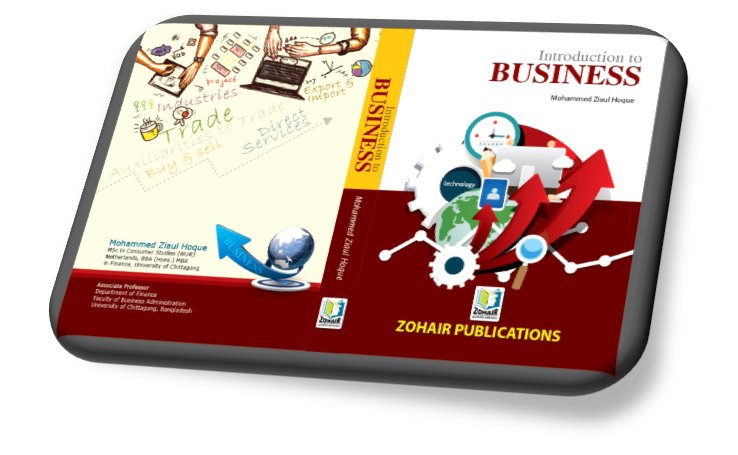 Project
Industries
Export &
Import
Trade
Trade
Auxiliarities to
Direct
Services
Buy & sell
BUSINESS
Mohammed Ziaul Hoque
MSc in Consumer Studies (WUR)
Netherlands, BBA (Hons.) MBA
in Finance, University of Chittagong
Associate Professor
Department of Finance
Faculty of Business Administration
University of Chittagong, Bangladesh
Introduction to
BUSINESS
Mohammed Ziaul Hoque
ZOHAIR
Introduction to
BUSINESS
Mohammed Ziaul Hoque
technology
ZOHAIR
ZOHAIR PUBLICATIONS